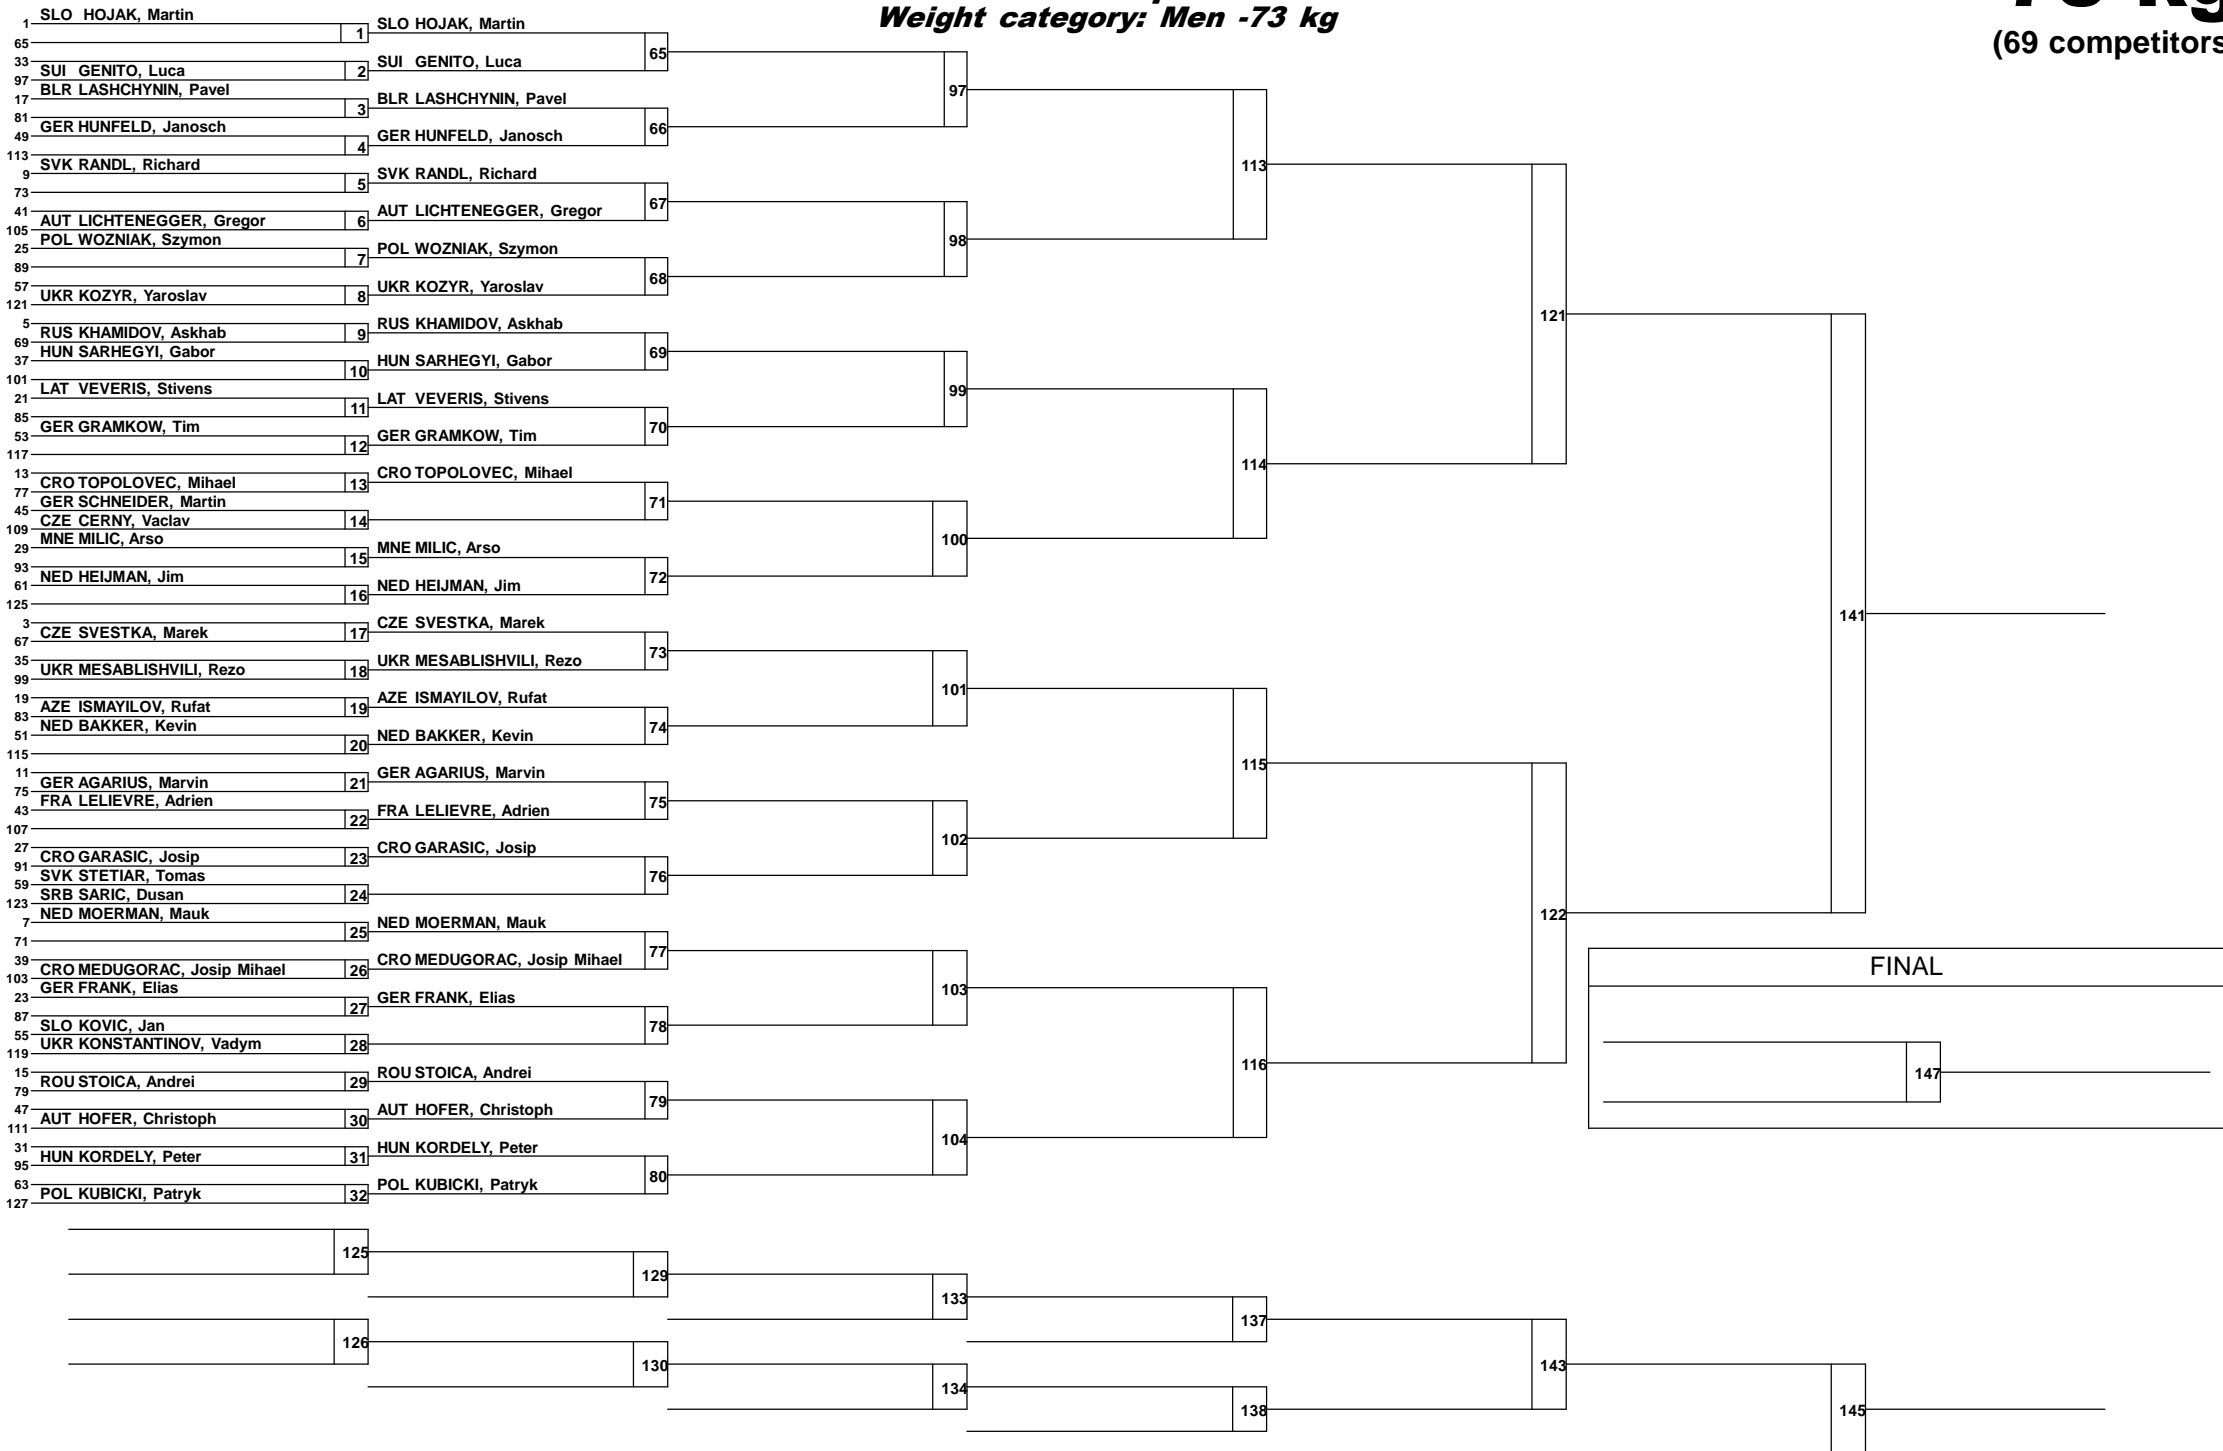 Weight category: Men -73 kg
(69 competitors
1 SLO HOJAK, Martin
65
1
33
97 SUI GENITO, Luca
2
17 BLR LASHCHYNIN, Pavel
81
3
49 GER HUNFELD, Janosch
113
4
9 SVK RANDL, Richard
73
5
41
105 AUT LICHTENEGGER, Gregor
6
25 POL WOZNIAK, Szymon
89
7
57
121 UKR KOZYR, Yaroslav
8
5
69 RUS KHAMIDOV, Askhab
9
37 HUN SARHEGYI, Gabor
101
10
21 LAT VEVERIS, Stivens
85
11
53 GER GRAMKOW, Tim
117
12
13
77 CRO TOPOLOVEC, Mihael
13
45 GER SCHNEIDER, Martin
109 CZE CERNY, Vaclav
14
29 MNE MILIC, Arso
93
15
61 NED HEIJMAN, Jim
125
16
3
67 CZE SVESTKA, Marek
17
35
99 UKR MESABLISHVILI, Rezo
18
19
83 AZE ISMAYILOV, Rufat
19
51 NED BAKKER, Kevin
115
20
11
75 GER AGARIUS, Marvin
21
43 FRA LELIEVRE, Adrien
107
22
27
91 CRO GARASIC, Josip
23
59 SVK STETIAR, Tomas
123 SRB SARIC, Dusan
24
7 NED MOERMAN, Mauk
71
25
39
103 CRO MEDUGORAC, Josip Mihael
26
23 GER FRANK, Elias
87
27
55 SLO KOVIC, Jan
119 UKR KONSTANTINOV, Vadym
28
15
79 ROU STOICA, Andrei
29
47
111 AUT HOFER, Christoph
30
31
95 HUN KORDELY, Peter
31
63
127 POL KUBICKI, Patryk
32
SLO HOJAK, Martin
65
SUI GENITO, Luca
BLR LASHCHYNIN, Pavel
66
GER HUNFELD, Janosch
SVK RANDL, Richard
67
AUT LICHTENEGGER, Gregor
POL WOZNIAK, Szymon
68
UKR KOZYR, Yaroslav
RUS KHAMIDOV, Askhab
69
HUN SARHEGYI, Gabor
LAT VEVERIS, Stivens
70
GER GRAMKOW, Tim
CRO TOPOLOVEC, Mihael
71
MNE MILIC, Arso
72
NED HEIJMAN, Jim
CZE SVESTKA, Marek
73
UKR MESABLISHVILI, Rezo
AZE ISMAYILOV, Rufat
74
NED BAKKER, Kevin
GER AGARIUS, Marvin
75
FRA LELIEVRE, Adrien
CRO GARASIC, Josip
76
NED MOERMAN, Mauk
77
CRO MEDUGORAC, Josip Mihael
GER FRANK, Elias
78
ROU STOICA, Andrei
79
AUT HOFER, Christoph
HUN KORDELY, Peter
80
POL KUBICKI, Patryk
97
98
99
100
101
102
103
104
113
114
115
116
121
122
141
FINAL
147
125
126
129
130
133
134
137
138
143
145